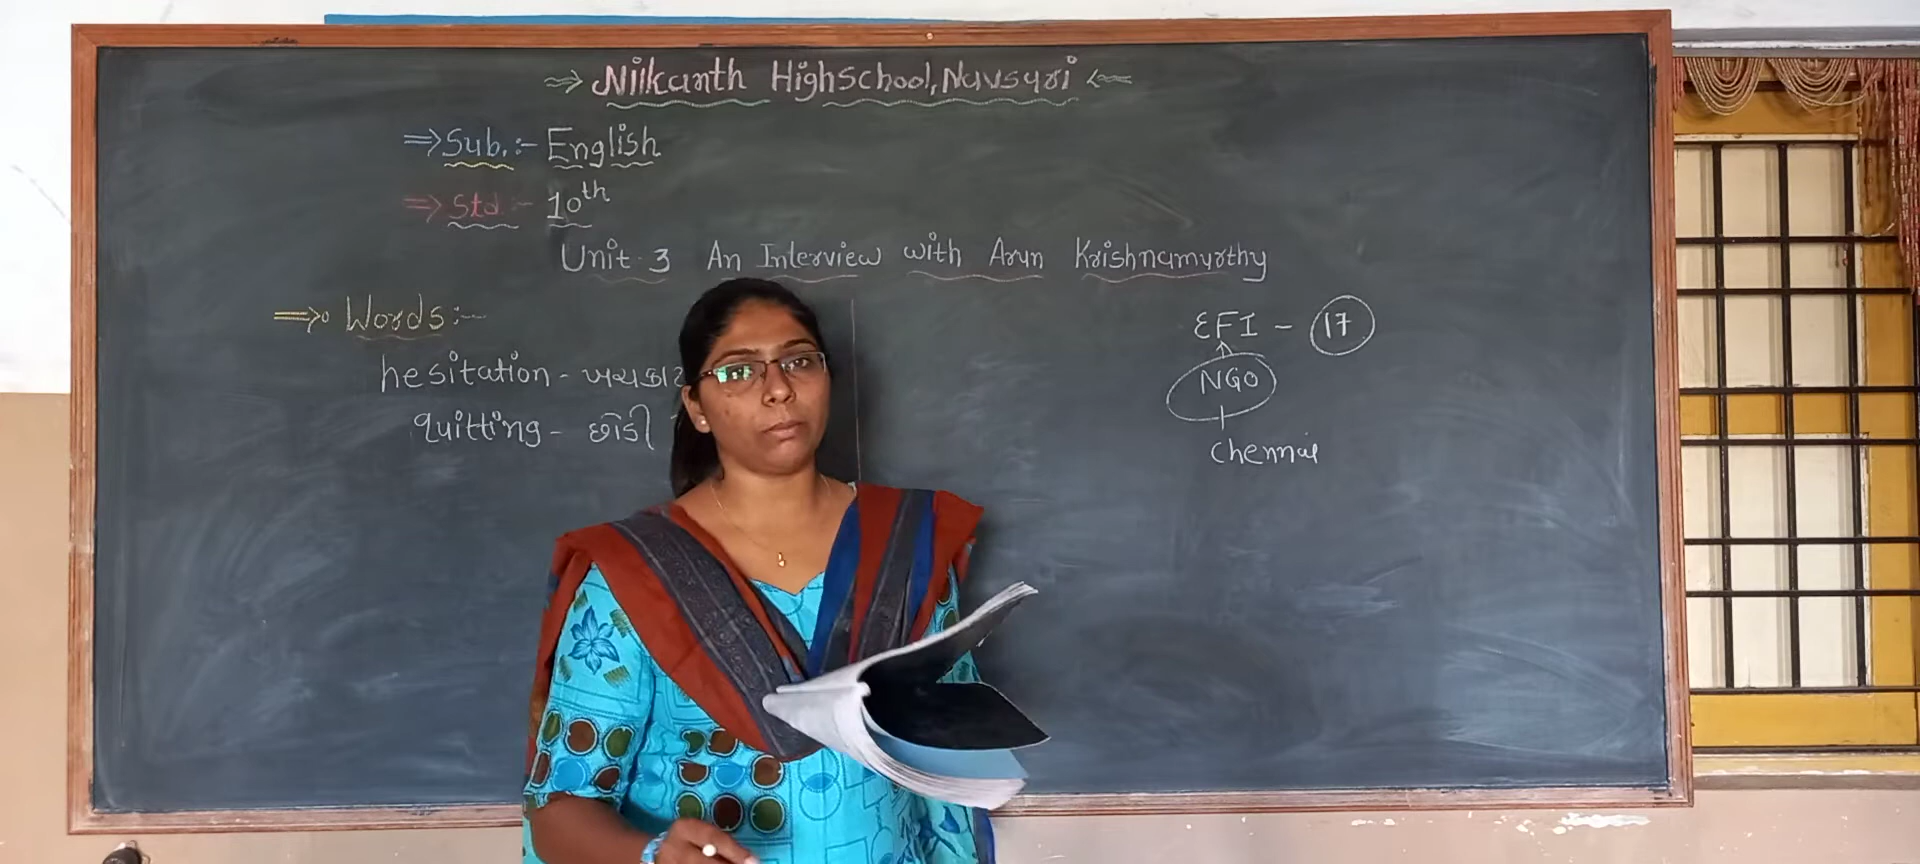 ⇒ Nilkanth Highschool, Navsari ⇐
⇒ Sub.:- English
⇒ Std :- 10th
Unit 3 An Interview with Arun Krishnamurthy
⇒ Words:-
hesitation - ખચકાટ
quitting - છોડી
EFI - 17
NGO
Chennai